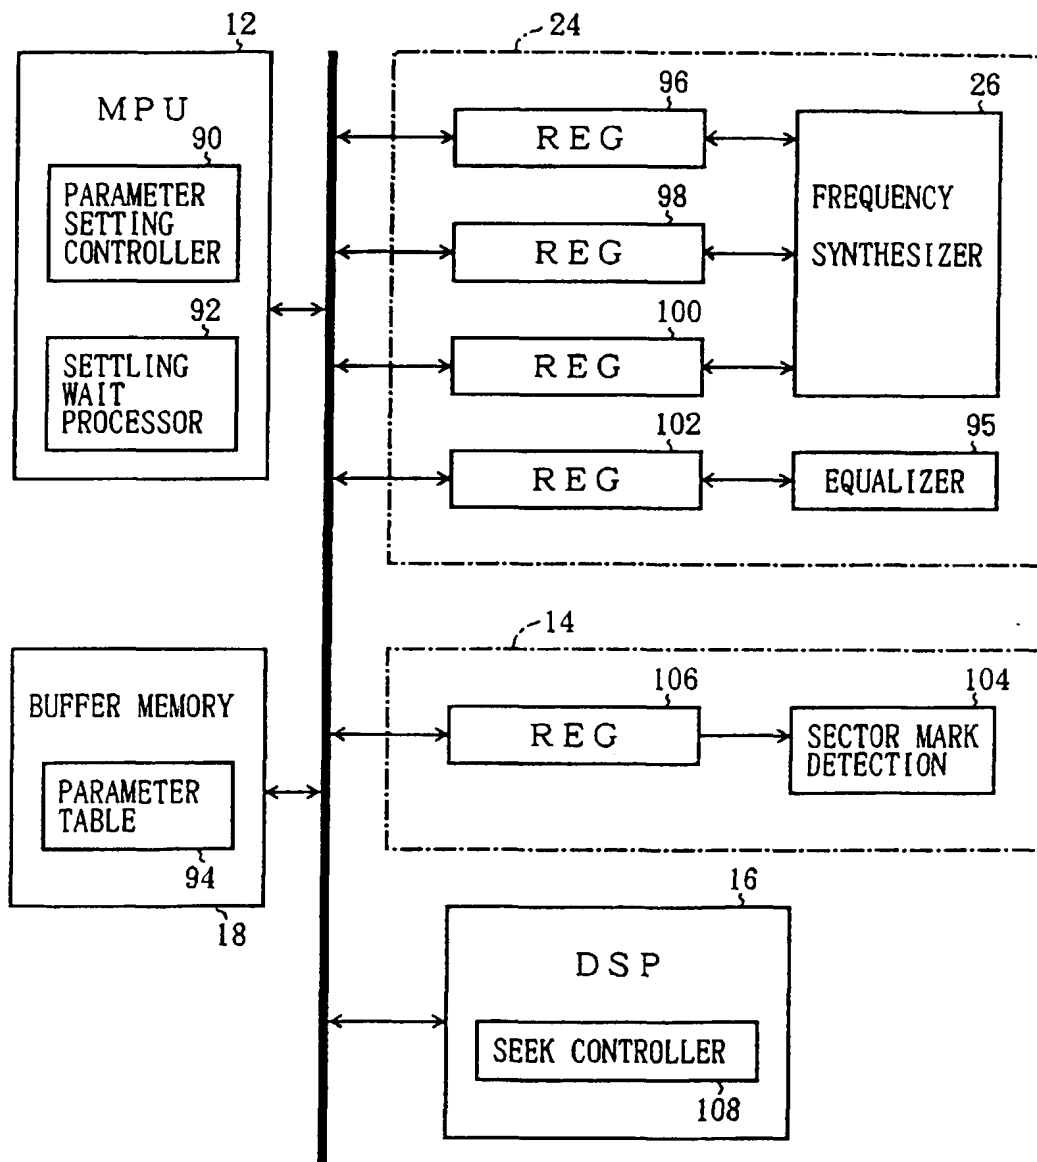 12
MPU
90
PARAMETER
SETTING
CONTROLLER
92
SETTLING
WAIT
PROCESSOR
24
96
REG
26
FREQUENCY
SYNTHESIZER
98
REG
100
REG
102
REG
95
EQUALIZER
BUFFER MEMORY
PARAMETER
TABLE
94
18
14
106
REG
104
SECTOR MARK
DETECTION
16
DSP
SEEK CONTROLLER
108